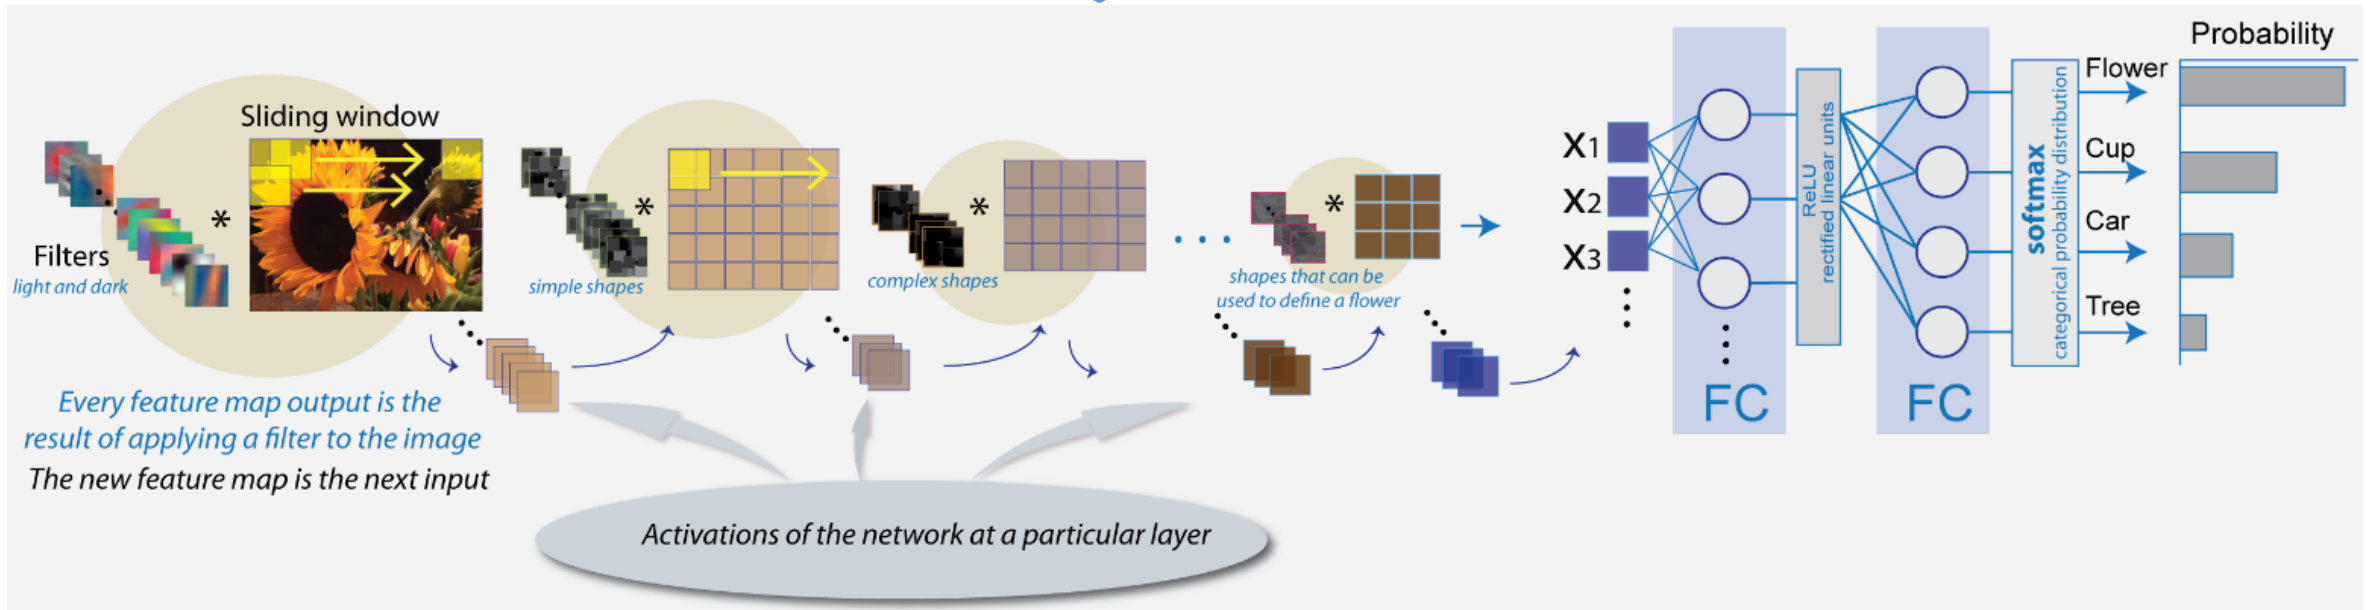 Sliding window
Filters
light and dark
*
simple shapes
*
complex shapes
*
shapes that can be
used to define a flower
*
X1
X2
X3
FC
ReLU
rectified linear units
FC
softmax
categorical probability distribution
Probability
Flower
Cup
Car
Tree
Every feature map output is the
result of applying a filter to the image
The new feature map is the next input
Activations of the network at a particular layer